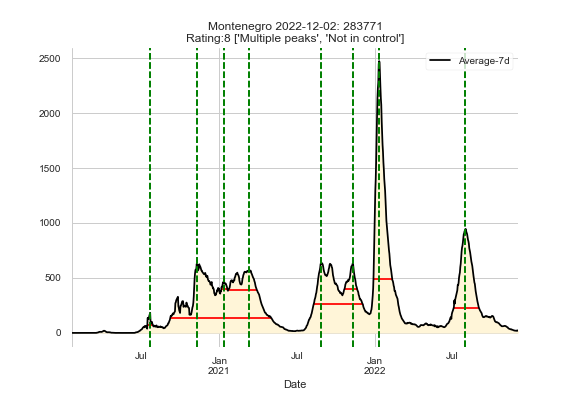 Montenegro 2022-12-02: 283771
Rating:8 ['Multiple peaks', 'Not in control']
Average-7d
2500
2000
1500
1000
500
0
Jul
Jan
2021
Jul
Jan
2022
Jul
Date